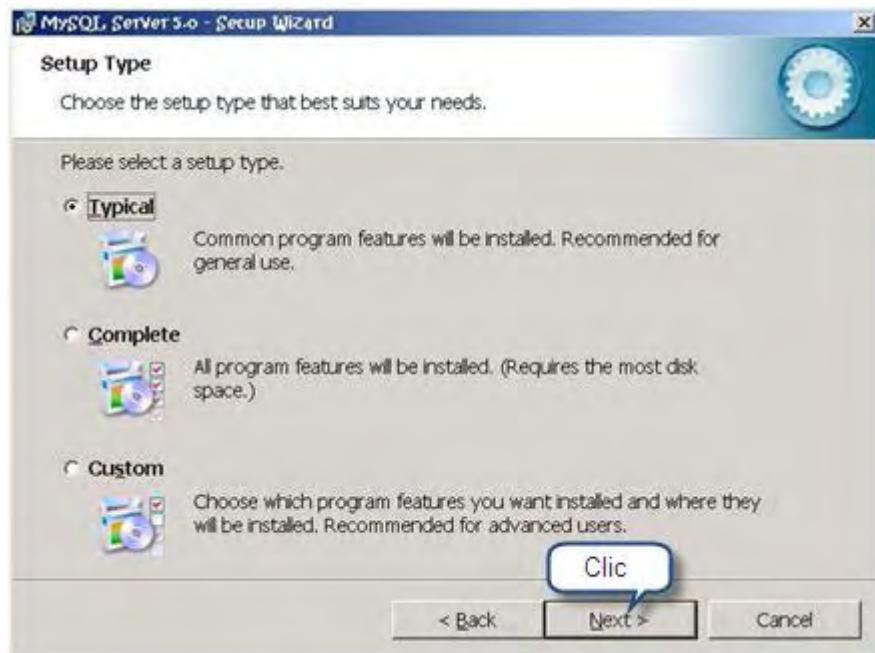 MySQL Server 5.0 - Setup Wizard
Setup Type
Choose the setup type that best suits your needs.
Please select a setup type.
Typical
Common program features will be installed. Recommended for
general use.
Complete
All program features will be installed. (Requires the most disk
space.)
Custom
Choose which program features you want installed and where they
will be installed. Recommended for advanced users.
Clic
< Back
Next >
Cancel